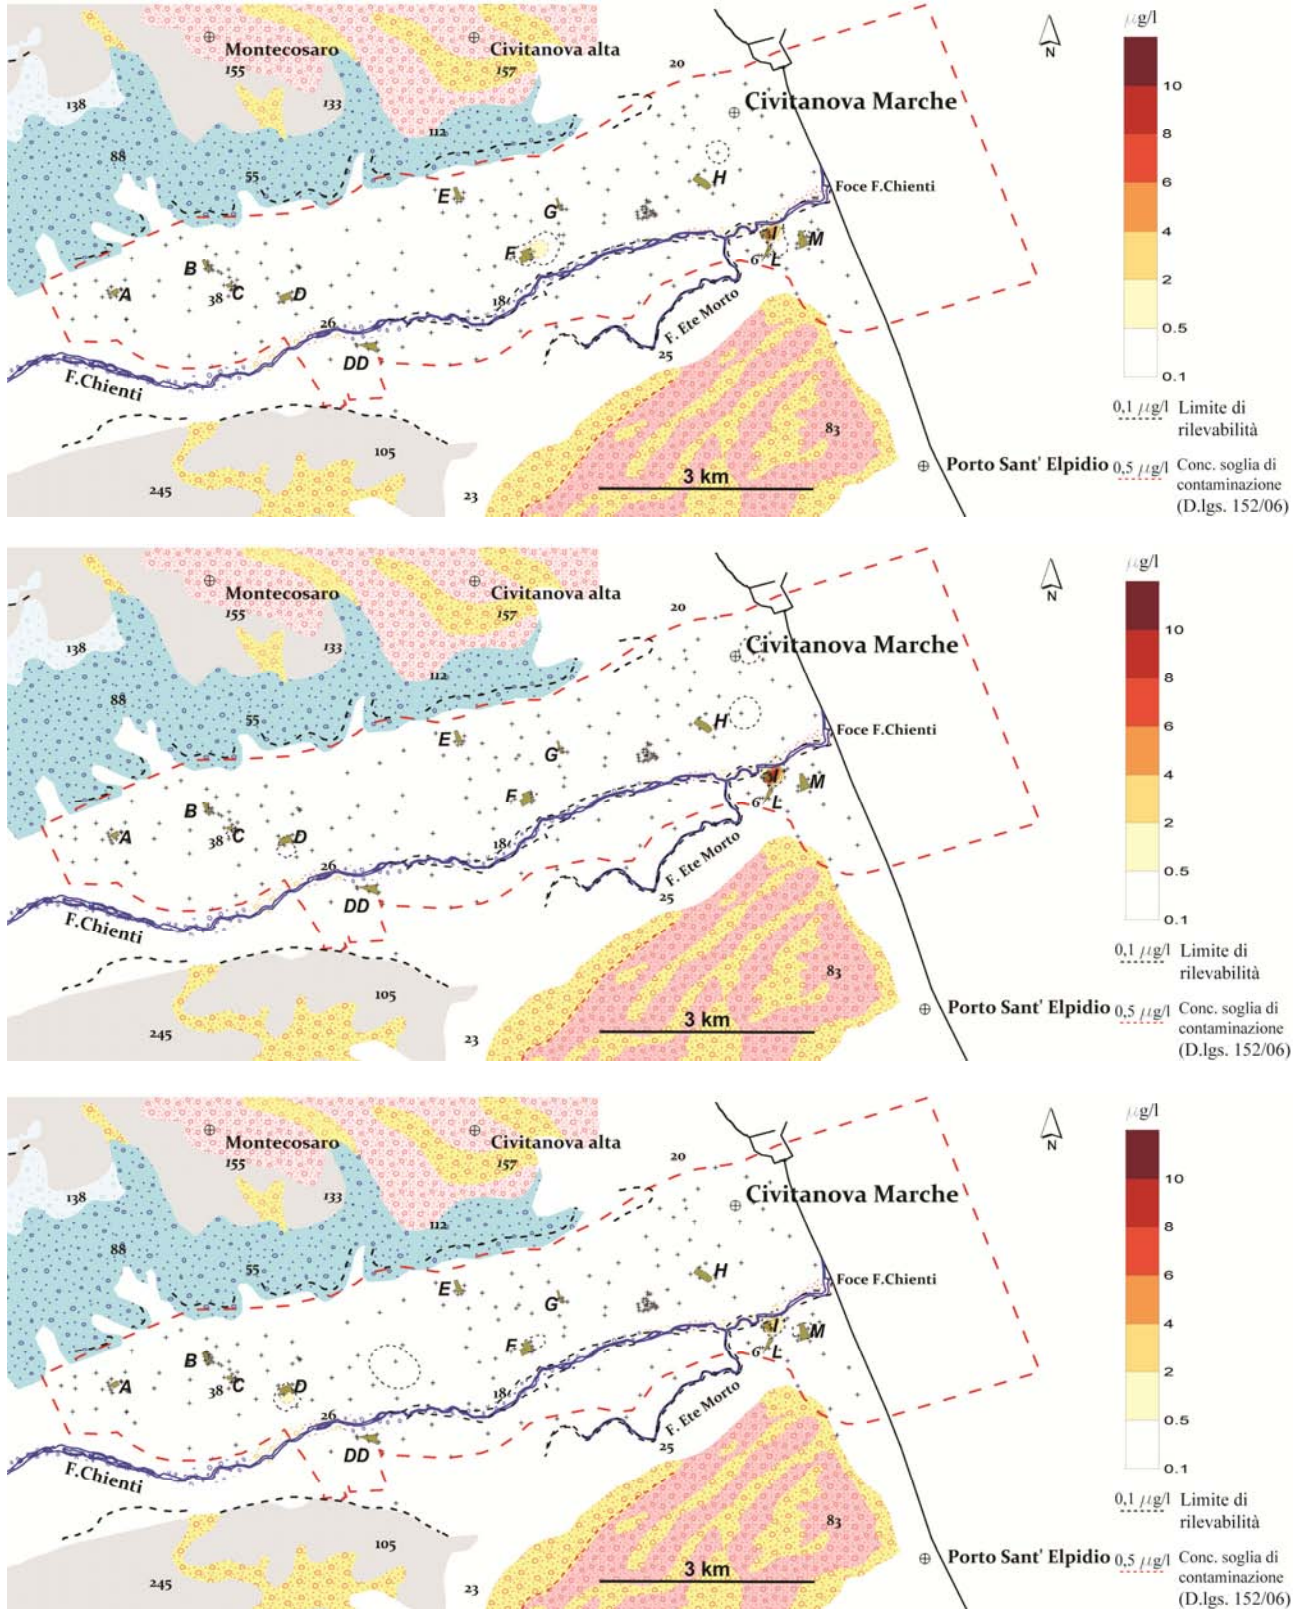 µg/l
10
8
6
4
2
0.5
0.1
N
Montecosaro
155
Civitanova alta
157
20
Civitanova Marche
138
133
112
88
55
E
G
H
Foce F.Chienti
F
I
M
L
6
B
A
C
38
D
26
18
DD
F. Ete Morto
25
F.Chienti
105
245
23
83
3 km
Porto Sant' Elpidio
0,1 µg/l Limite di
rilevabilità
0,5 µg/l Conc. soglia di
contaminazione
(D.lgs. 152/06)
µg/l
10
8
6
4
2
0.5
0.1
N
Montecosaro
155
Civitanova alta
157
20
Civitanova Marche
138
133
112
88
55
E
G
H
Foce F.Chienti
F
I
M
L
6
B
A
C
38
D
26
18
DD
F. Ete Morto
25
F.Chienti
105
245
23
83
3 km
Porto Sant' Elpidio
0,1 µg/l Limite di
rilevabilità
0,5 µg/l Conc. soglia di
contaminazione
(D.lgs. 152/06)
µg/l
10
8
6
4
2
0.5
0.1
N
Montecosaro
155
Civitanova alta
157
20
Civitanova Marche
138
133
112
88
55
E
G
H
Foce F.Chienti
F
I
M
L
6
B
A
C
38
D
26
18
DD
F. Ete Morto
25
F.Chienti
105
245
23
83
3 km
Porto Sant' Elpidio
0,1 µg/l Limite di
rilevabilità
0,5 µg/l Conc. soglia di
contaminazione
(D.lgs. 152/06)